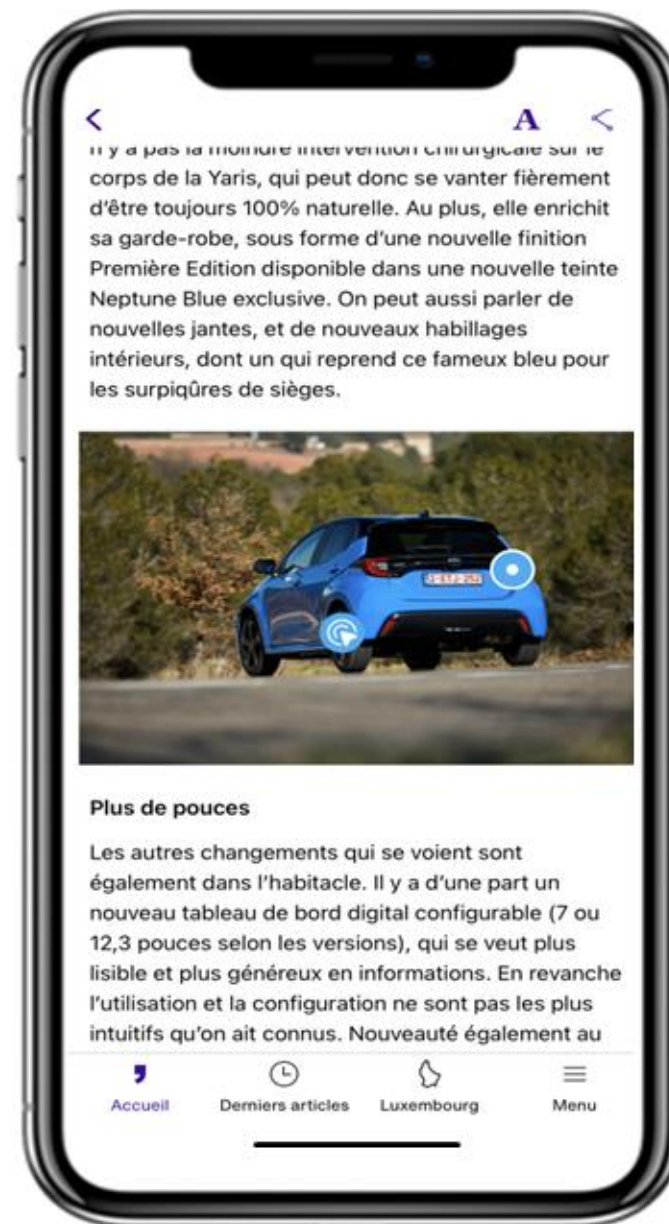 A
n'y a pas la moindre intervention chirurgicale sur le
corps de la Yaris, qui peut donc se vanter fièrement
d'être toujours 100% naturelle. Au plus, elle enrichit
sa garde-robe, sous forme d'une nouvelle finition
Première Edition disponible dans une nouvelle teinte
Neptune Blue exclusive. On peut aussi parler de
nouvelles jantes, et de nouveaux habillages
intérieurs, dont un qui reprend ce fameux bleu pour
les surpiqûres de sièges.
Plus de pouces
Les autres changements qui se voient sont
également dans l'habitacle. Il y a d'une part un
nouveau tableau de bord digital configurable (7 ou
12,3 pouces selon les versions), qui se veut plus
lisible et plus généreux en informations. En revanche
l'utilisation et la configuration ne sont pas les plus
intuitifs qu'on ait connus. Nouveauté également au
Accueil
Derniers articles
Luxembourg
Menu